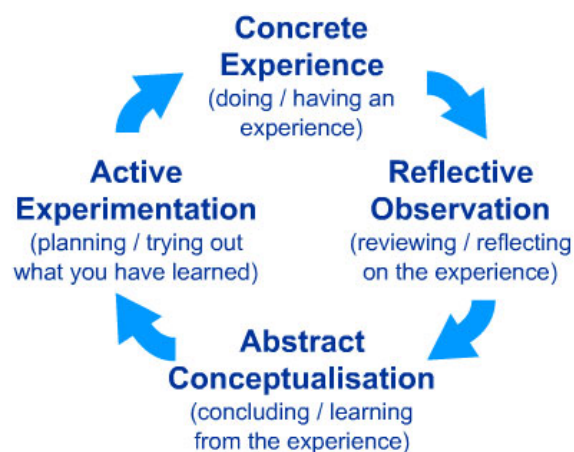 Concrete
Experience
(doing / having an
experience)
Reflective
Observation
(reviewing / reflecting
on the experience)
Abstract
Conceptualisation
(concluding / learning
from the experience)
Active
Experimentation
(planning / trying out
what you have learned)